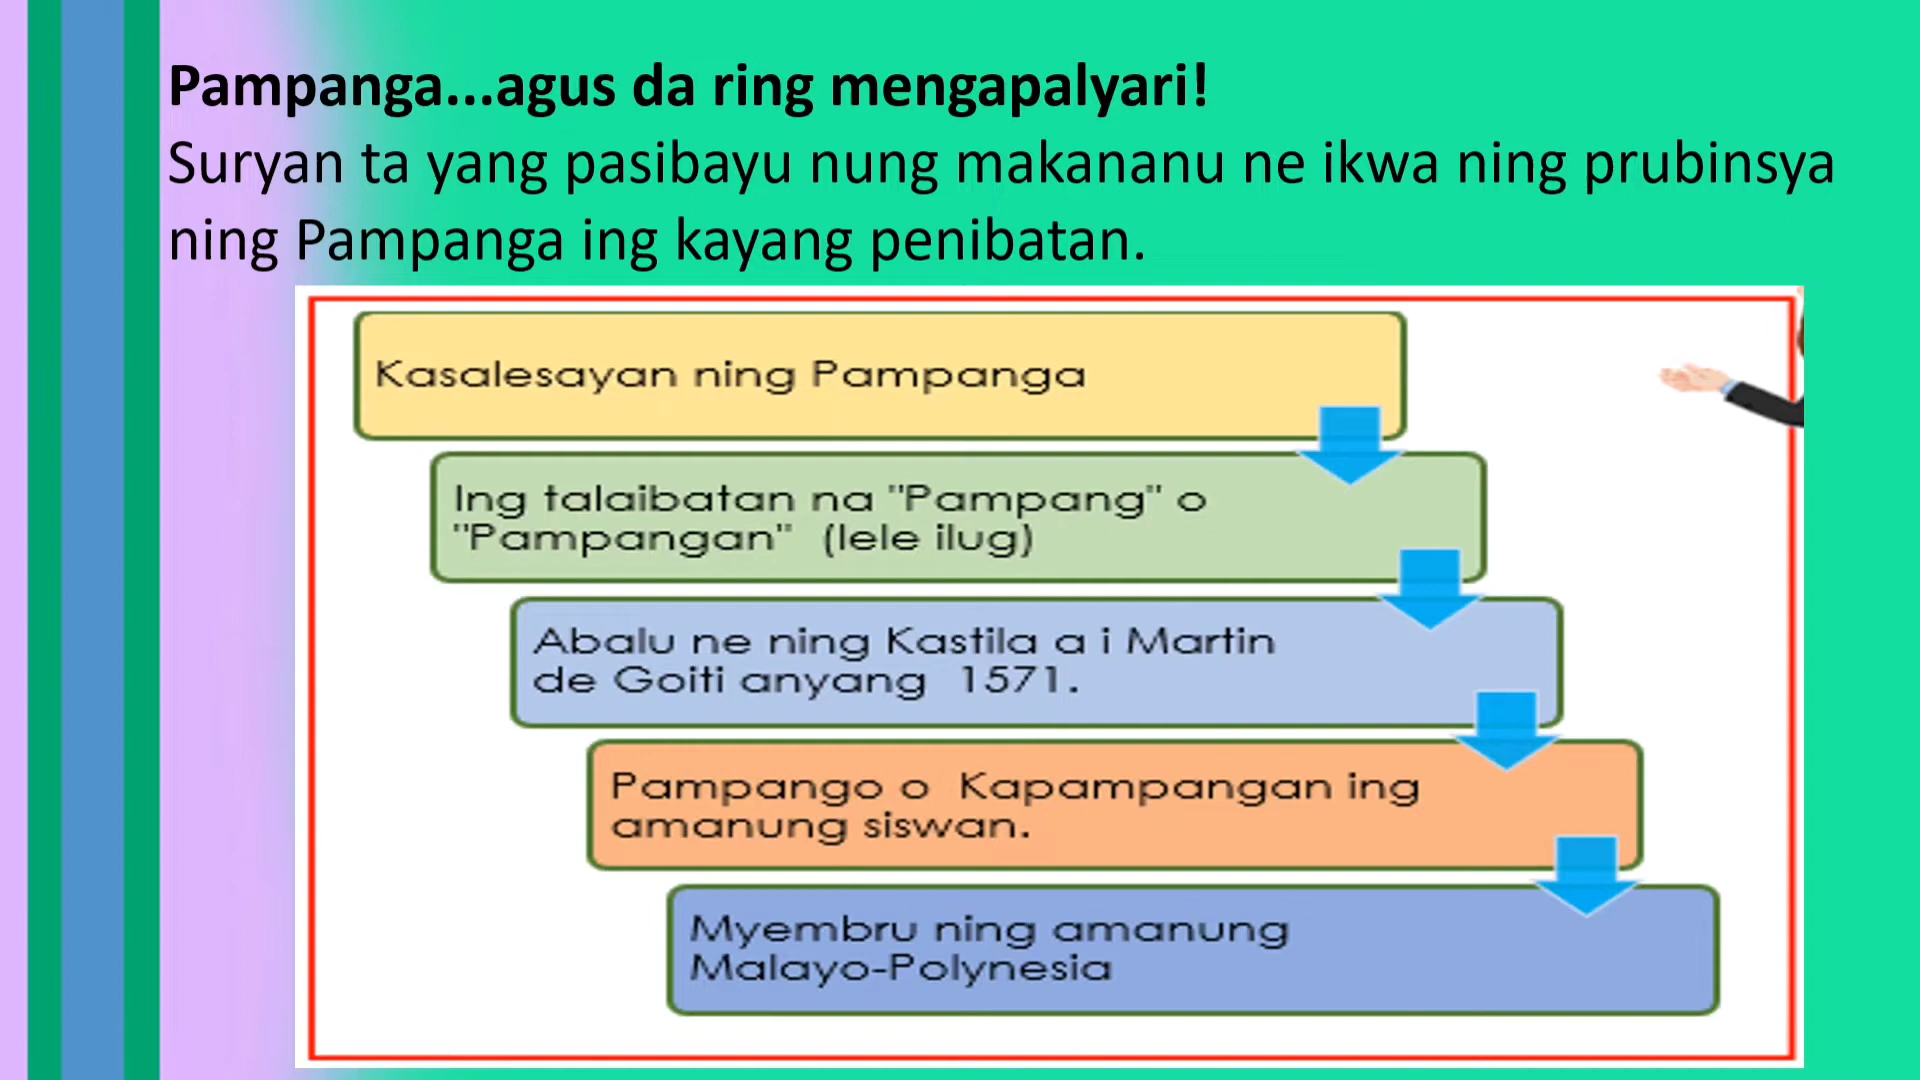 Pampanga...agus da ring mengapalyari!
Suryan ta yang pasibayu nung makananu ne ikwa ning prubinsya
ning Pampanga ing kayang penibatan.
Kasalesayan ning Pampanga
Ing talaibatan na "Pampang" o
"Pampangan" (lele ilug)
Abalu ne ning Kastila a i Martin
de Goiti anyang 1571.
Pampango o Kapampangan ing
amanung siswan.
Myembru ning amanung
Malayo-Polynesia